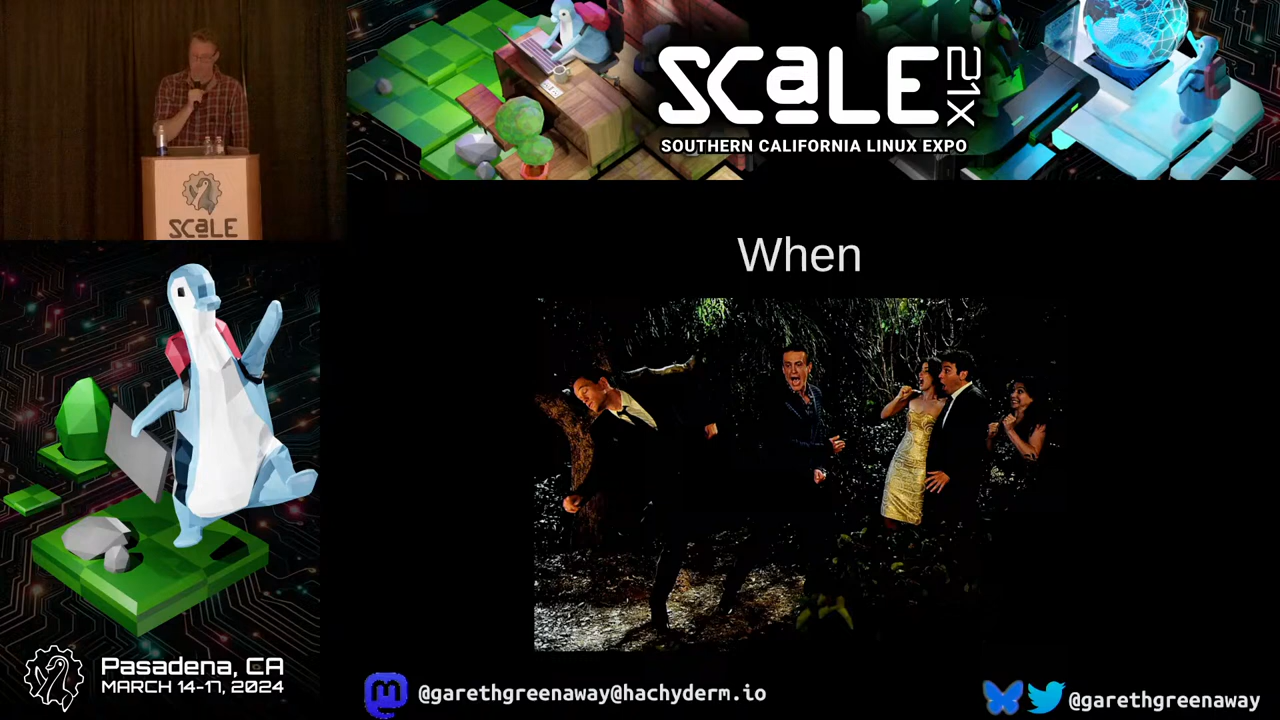 SCaLE 21x
SOUTHERN CALIFORNIA LINUX EXPO
SCaLE
When
Pasadena, CA
MARCH 14-17, 2024
@garethgreenaway@hachyderm.io
@garethgreenaway